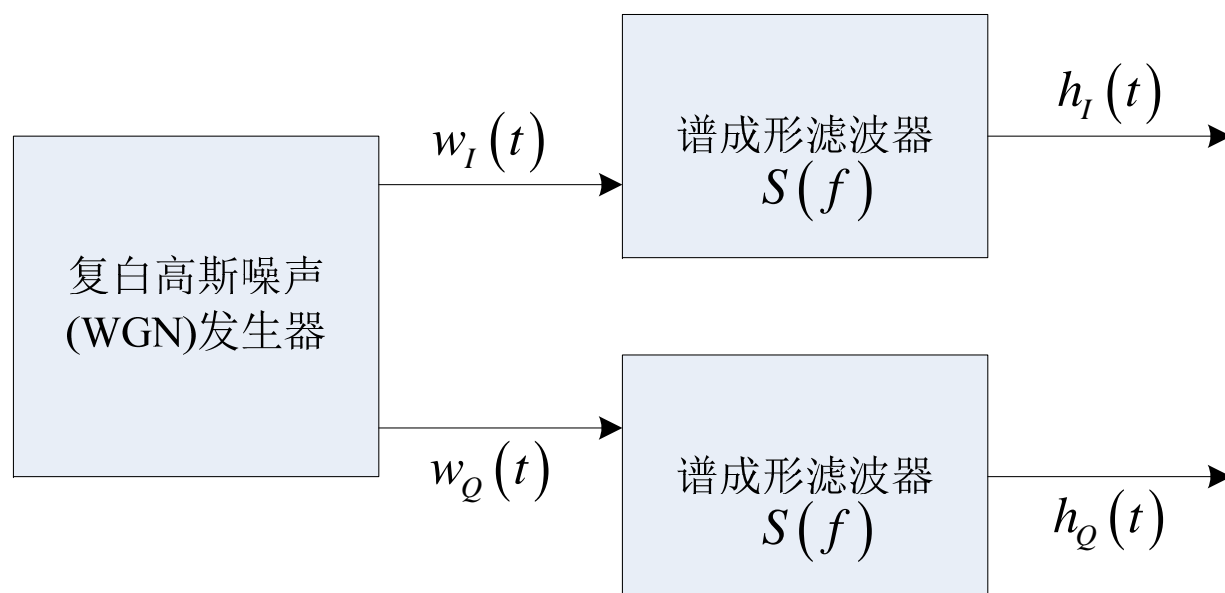 复白高斯噪声
(WGN)发生器
w_I(t)
谱成形滤波器
S(f)
h_I(t)
w_Q(t)
谱成形滤波器
S(f)
h_Q(t)